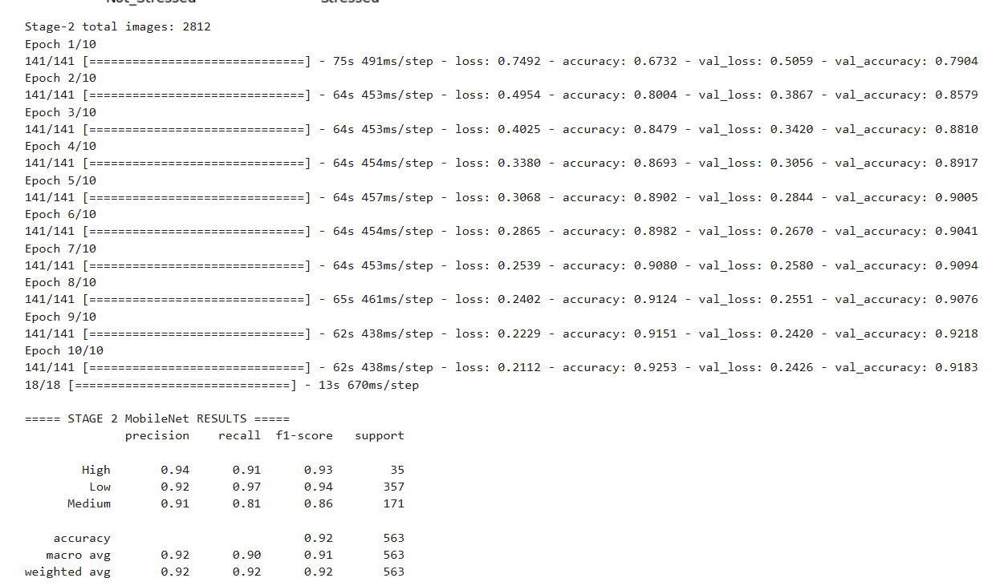 Not_Stressed Stressed
Stage-2 total images: 2812
Epoch 1/10
141/141 [==============================] - 75s 491ms/step - loss: 0.7492 - accuracy: 0.6732 - val_loss: 0.5059 - val_accuracy: 0.7904
Epoch 2/10
141/141 [==============================] - 64s 453ms/step - loss: 0.4954 - accuracy: 0.8004 - val_loss: 0.3867 - val_accuracy: 0.8579
Epoch 3/10
141/141 [==============================] - 64s 453ms/step - loss: 0.4025 - accuracy: 0.8479 - val_loss: 0.3420 - val_accuracy: 0.8810
Epoch 4/10
141/141 [==============================] - 64s 454ms/step - loss: 0.3380 - accuracy: 0.8693 - val_loss: 0.3056 - val_accuracy: 0.8917
Epoch 5/10
141/141 [==============================] - 64s 457ms/step - loss: 0.3068 - accuracy: 0.8902 - val_loss: 0.2844 - val_accuracy: 0.9005
Epoch 6/10
141/141 [==============================] - 64s 454ms/step - loss: 0.2865 - accuracy: 0.8982 - val_loss: 0.2670 - val_accuracy: 0.9041
Epoch 7/10
141/141 [==============================] - 64s 453ms/step - loss: 0.2539 - accuracy: 0.9080 - val_loss: 0.2580 - val_accuracy: 0.9094
Epoch 8/10
141/141 [==============================] - 65s 461ms/step - loss: 0.2402 - accuracy: 0.9124 - val_loss: 0.2551 - val_accuracy: 0.9076
Epoch 9/10
141/141 [==============================] - 62s 438ms/step - loss: 0.2229 - accuracy: 0.9151 - val_loss: 0.2420 - val_accuracy: 0.9218
Epoch 10/10
141/141 [==============================] - 62s 438ms/step - loss: 0.2112 - accuracy: 0.9253 - val_loss: 0.2426 - val_accuracy: 0.9183
18/18 [==============================] - 13s 670ms/step
===== STAGE 2 MobileNet RESULTS =====
precision recall f1-score support
High 0.94 0.91 0.93 35
Low 0.92 0.97 0.94 357
Medium 0.91 0.81 0.86 171
accuracy 0.92 563
macro avg 0.92 0.90 0.91 563
weighted avg 0.92 0.92 0.92 563